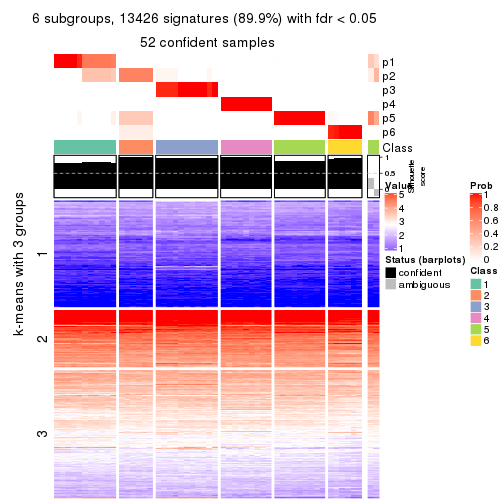 6 subgroups, 13426 signatures (89.9%) with fdr < 0.05
52 confident samples
p1
p2
p3
p4
p5
p6
Class
1
0.5
0
Silhouette
score
k-means with 3 groups
1
2
3
Value
5
4
3
2
1
Status (barplots)
confident
ambiguous
Prob
1
0.8
0.6
0.4
0.2
0
Class
1
2
3
4
5
6